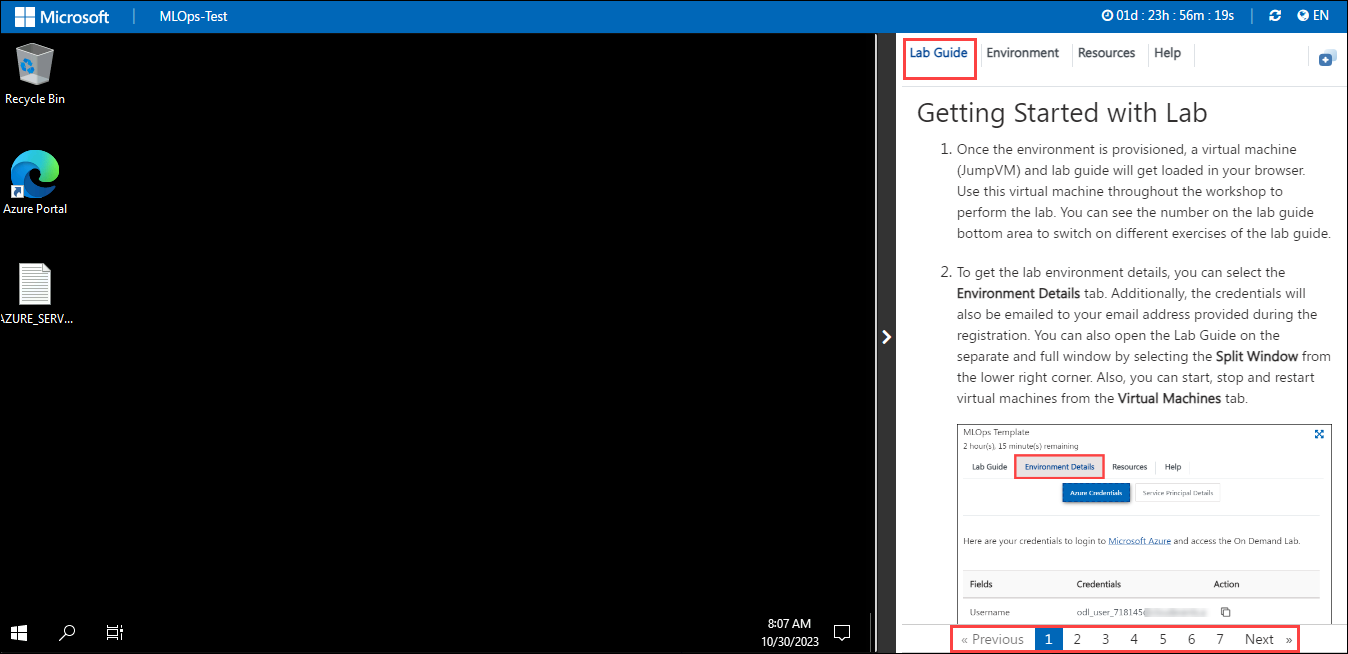 Microsoft
MLOps-Test
01d : 23h : 56m : 19s
EN
Recycle Bin
Azure Portal
AZURE_SERV...
8:07 AM
10/30/2023
Lab Guide
Environment
Resources
Help
Getting Started with Lab
1. Once the environment is provisioned, a virtual machine
(JumpVM) and lab guide will get loaded in your browser.
Use this virtual machine throughout the workshop to
perform the lab. You can see the number on the lab guide
bottom area to switch on different exercises of the lab guide.
2. To get the lab environment details, you can select the
Environment Details tab. Additionally, the credentials will
also be emailed to your email address provided during the
registration. You can also open the Lab Guide on the
separate and full window by selecting the Split Window from
the lower right corner. Also, you can start, stop and restart
virtual machines from the Virtual Machines tab.
MLOps Template
2 hour(s), 15 minute(s) remaining
Lab Guide
Environment Details
Resources
Help
Azure Credentials
Service Principal Details
Here are your credentials to login to Microsoft Azure and access the On Demand Lab.
Fields Credentials Action
Username odl_user_718145
« Previous 1 2 3 4 5 6 7 Next »